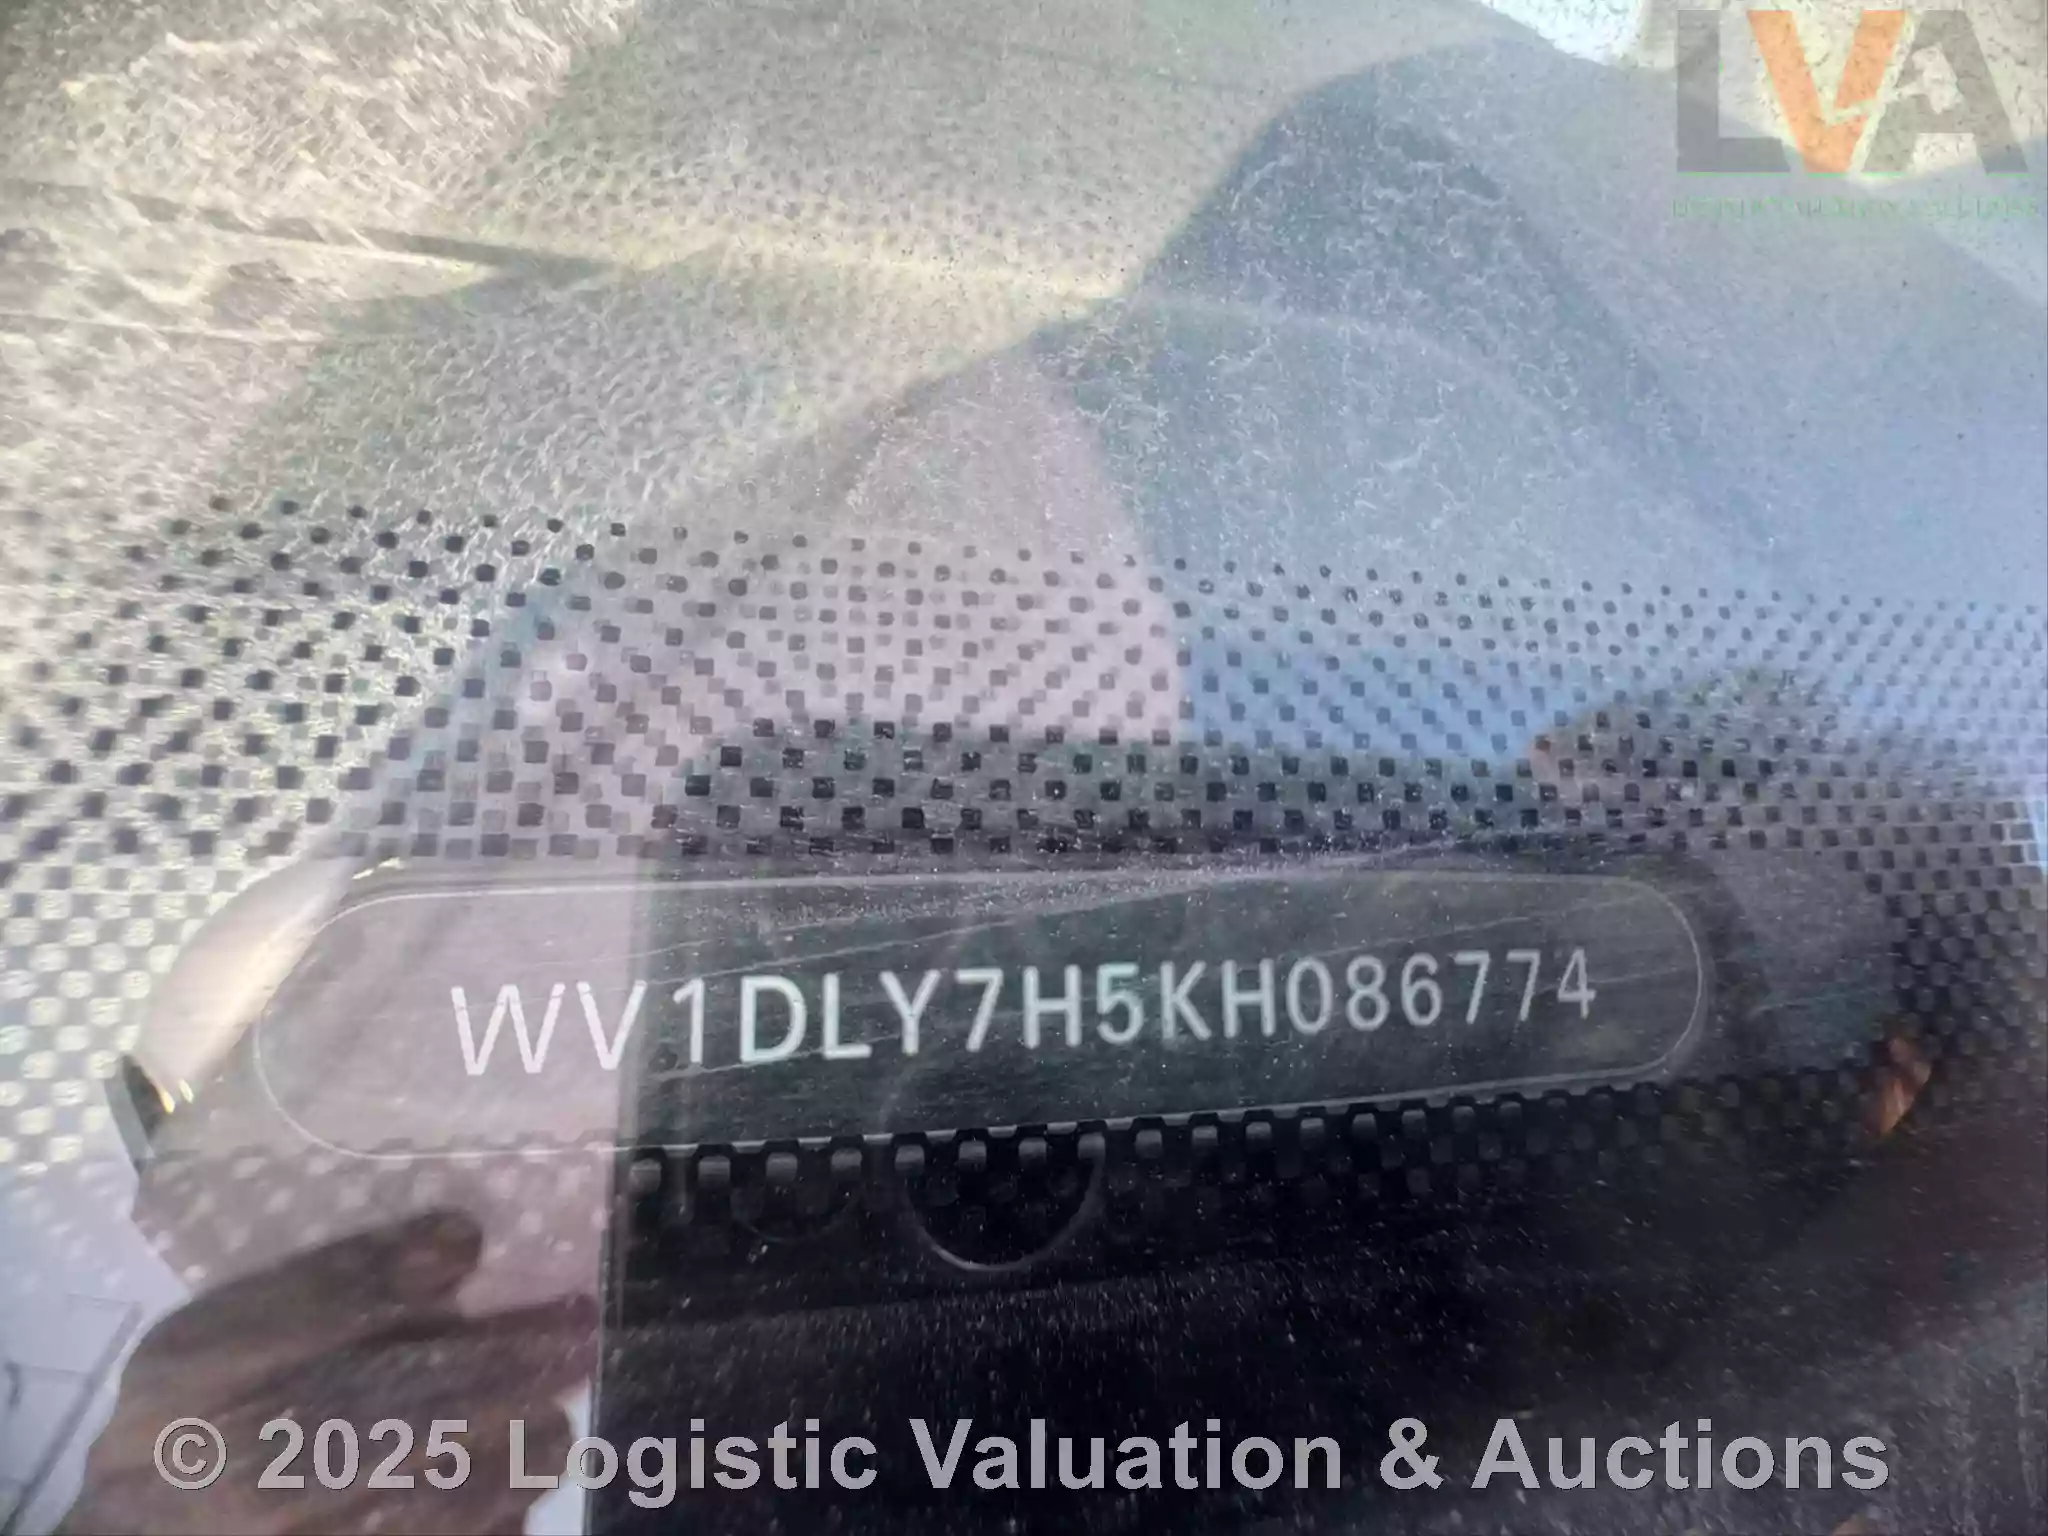 LVA
WV1DLY7H5KH086774
© 2025 Logistic Valuation & Auctions